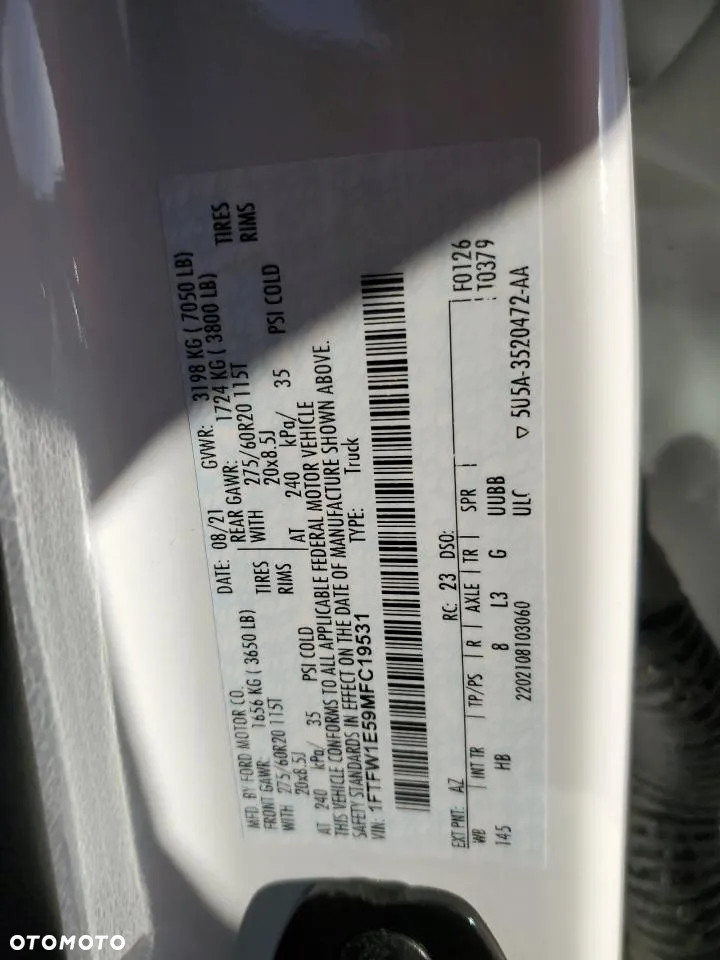 MFD. BY FORD MOTOR CO.
DATE: 08/21 GVWR: 3198 KG ( 7050 LB)
FRONT GAWR: 1656 KG ( 3650 LB)
REAR GAWR: 1724 KG ( 3800 LB)
WITH 275/60R20 115T TIRES
20x8.5J RIMS
WITH 275/60R20 115T TIRES
20x8.5J RIMS
AT 240 kPa/ 35 PSI COLD
AT 240 kPa/ 35 PSI COLD
THIS VEHICLE CONFORMS TO ALL APPLICABLE FEDERAL MOTOR VEHICLE
SAFETY STANDARDS IN EFFECT ON THE DATE OF MANUFACTURE SHOWN ABOVE.
VIN: 1FTFW1E59MFC19531
TYPE: Truck
EXT PNT: AZ RC: 23 DSO: F0126
WB INT TR TP/PS R AXLE TR SPR T0379
145 HB 8 L3 G UUBB
2202108103060 ULC ▽ 5U5A-3520472-AA
OTOMOTO